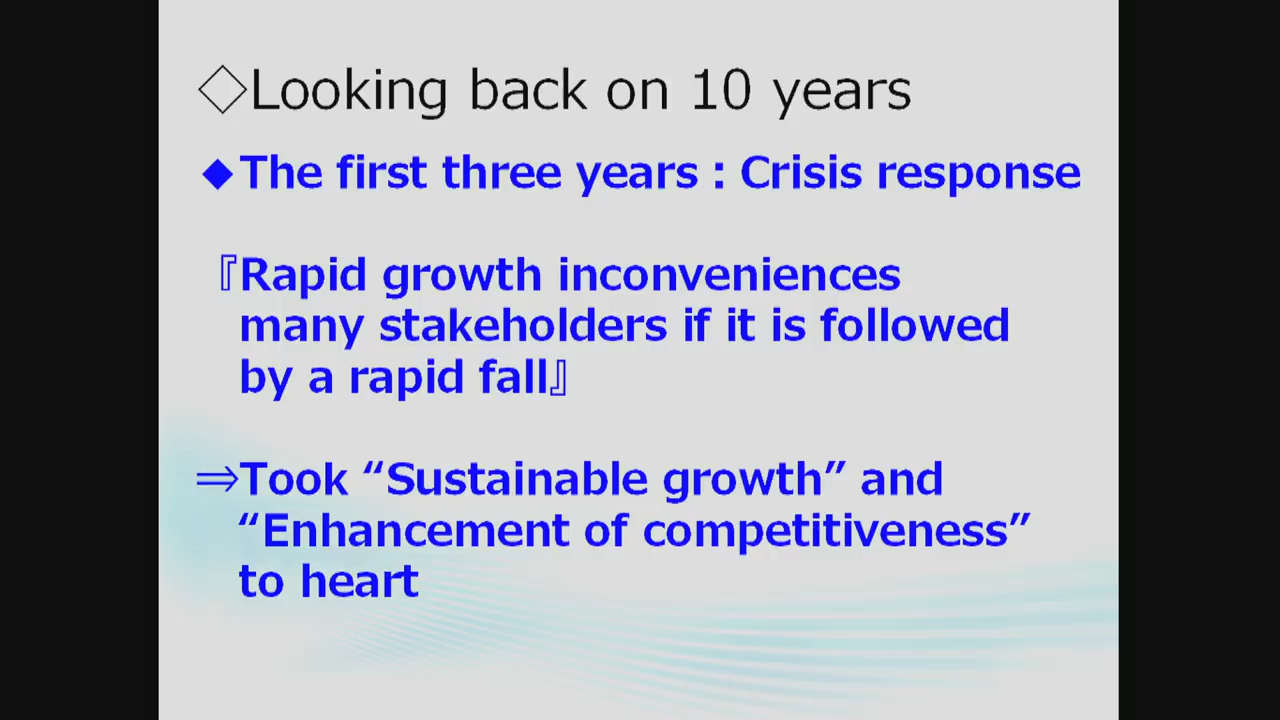 ◇Looking back on 10 years
◆The first three years : Crisis response
『Rapid growth inconveniences
many stakeholders if it is followed
by a rapid fall』
⇒Took “Sustainable growth” and
“Enhancement of competitiveness”
to heart